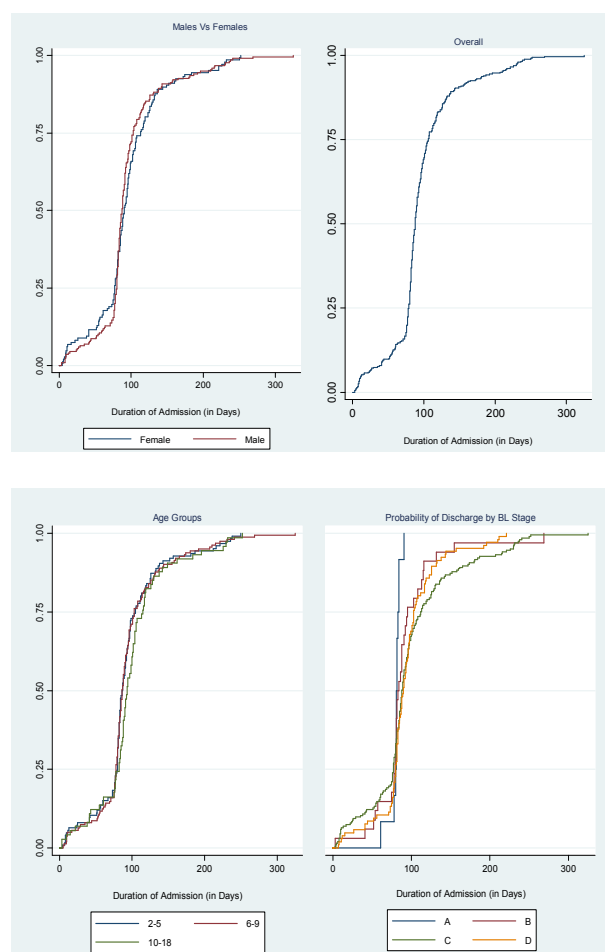 Males Vs Females
1.00
0.75
0.50
0.25
0.00
0 100 200 300
Duration of Admission (in Days)
Female Male
Overall
1.00
0.75
0.50
0.25
0.00
0 100 200 300
Duration of Admission (in Days)
Age Groups
1.00
0.75
0.50
0.25
0.00
0 100 200 300
Duration of Admission (in Days)
2-5 6-9
10-18
Probability of Discharge by BL Stage
0 100 200 300
Duration of Admission (in Days)
A B
C D